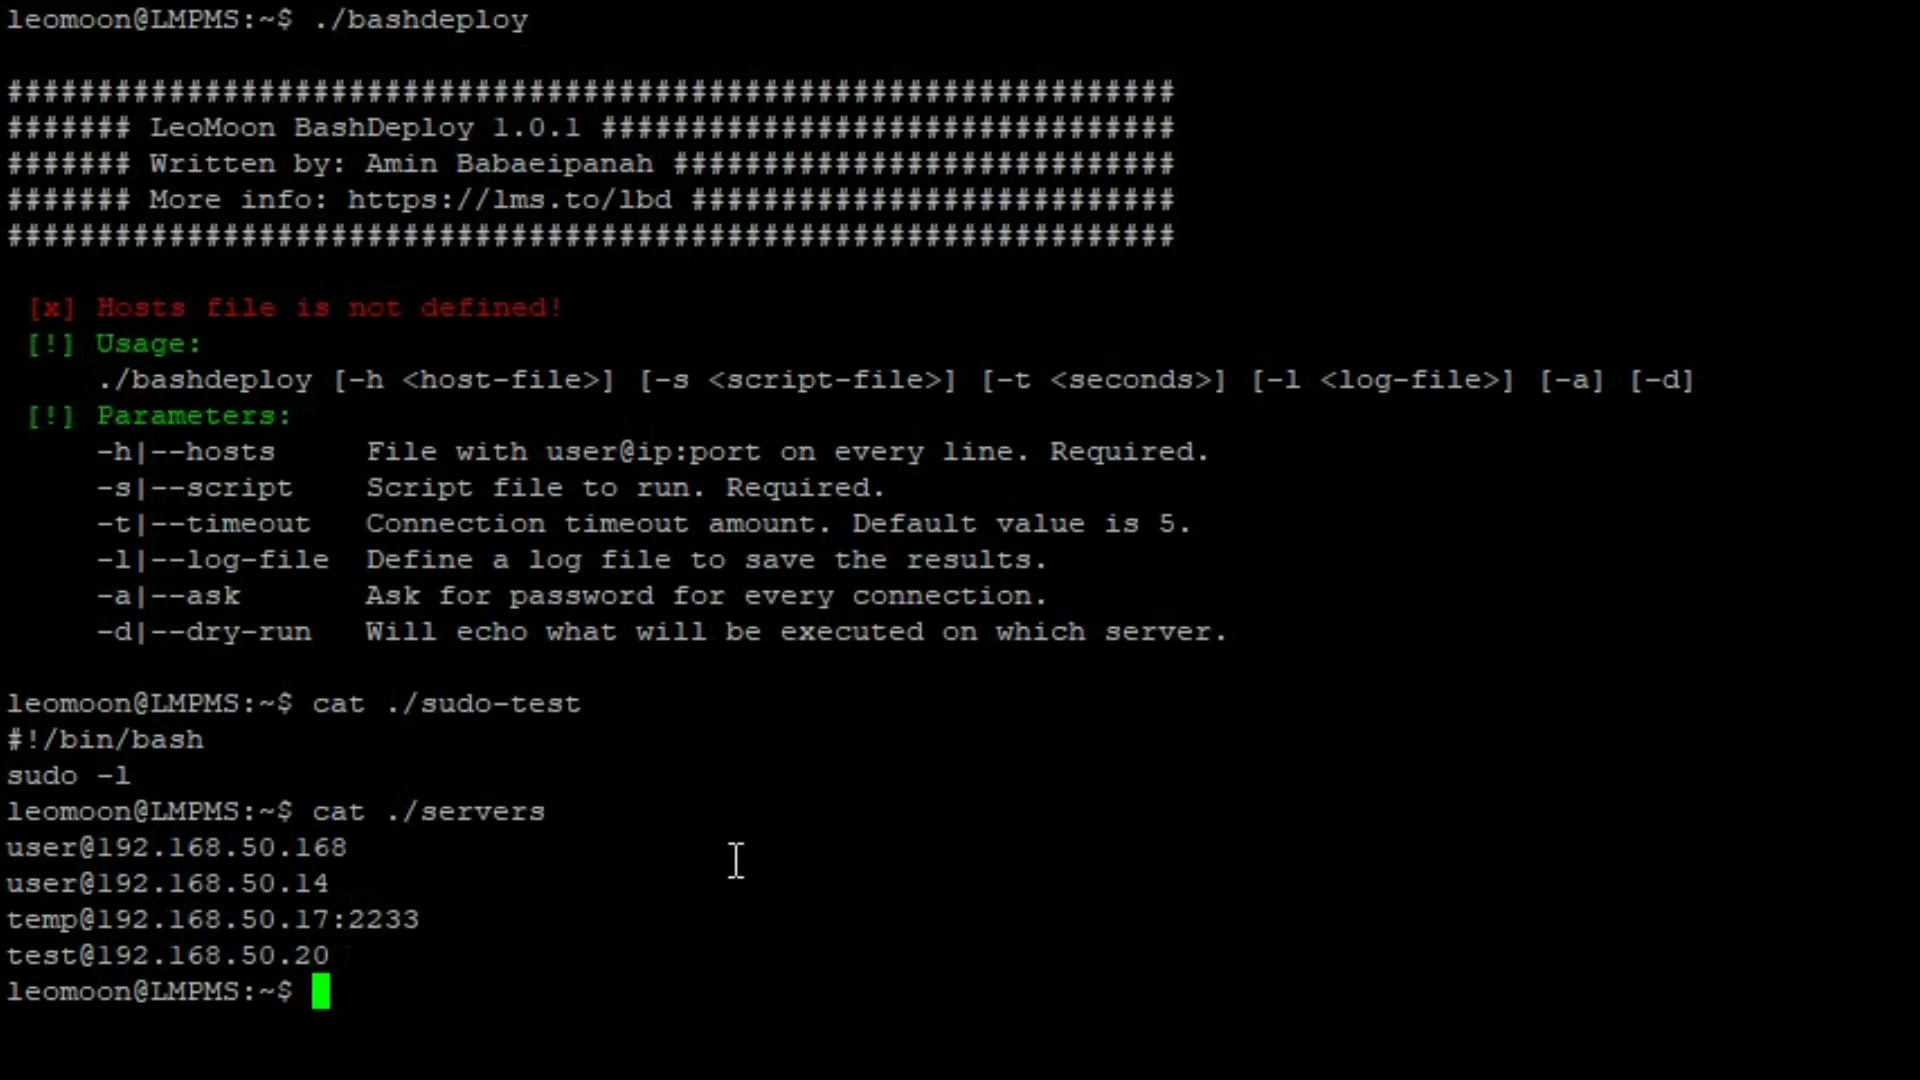 leomoon@LMPMS:~$ ./bashdeploy
#################################################################
####### LeoMoon BashDeploy 1.0.1 ################################
####### Written by: Amin Babaeipanah ############################
####### More info: https://lms.to/lbd ###########################
#################################################################
[x] Hosts file is not defined!
[!] Usage:
./bashdeploy [-h <host-file>] [-s <script-file>] [-t <seconds>] [-l <log-file>] [-a] [-d]
[!] Parameters:
-h|--hosts     File with user@ip:port on every line. Required.
-s|--script    Script file to run. Required.
-t|--timeout   Connection timeout amount. Default value is 5.
-l|--log-file  Define a log file to save the results.
-a|--ask       Ask for password for every connection.
-d|--dry-run   Will echo what will be executed on which server.
leomoon@LMPMS:~$ cat ./sudo-test
#!/bin/bash
sudo -l
leomoon@LMPMS:~$ cat ./servers
user@192.168.50.168
user@192.168.50.14
temp@192.168.50.17:2233
test@192.168.50.20
leomoon@LMPMS:~$